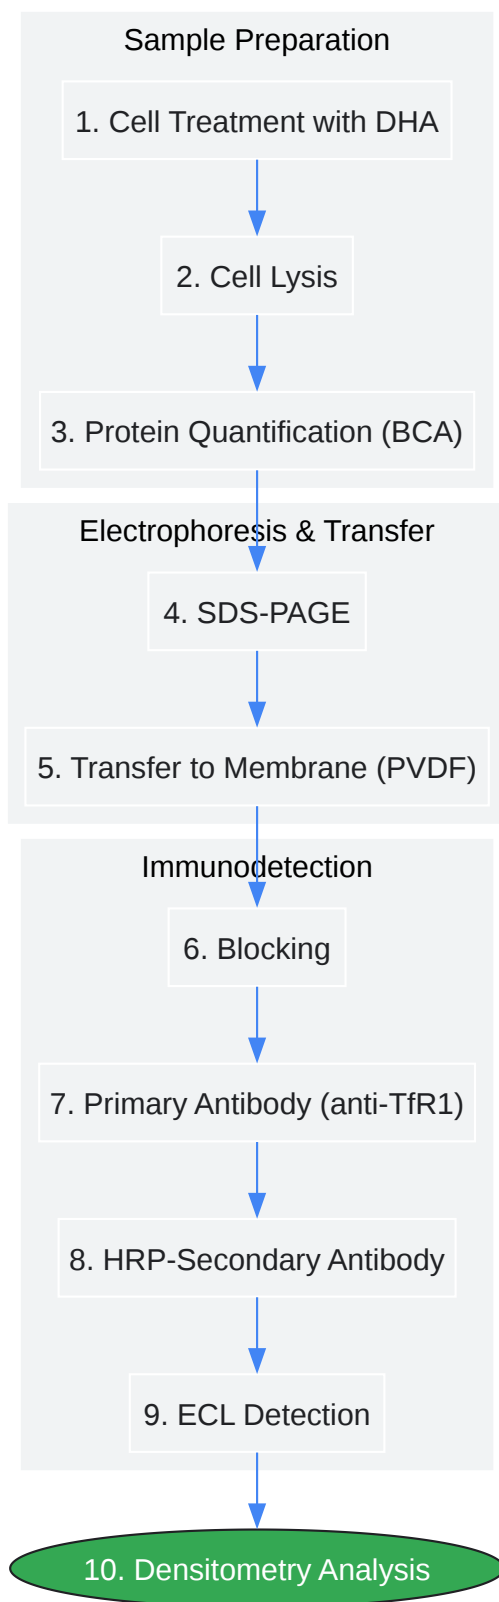 Sample Preparation
1. Cell Treatment with DHA
2. Cell Lysis
3. Protein Quantification (BCA)
Electrophoresis & Transfer
4. SDS-PAGE
5. Transfer to Membrane (PVDF)
Immunodetection
6. Blocking
7. Primary Antibody (anti-TfR1)
8. HRP-Secondary Antibody
9. ECL Detection
10. Densitometry Analysis